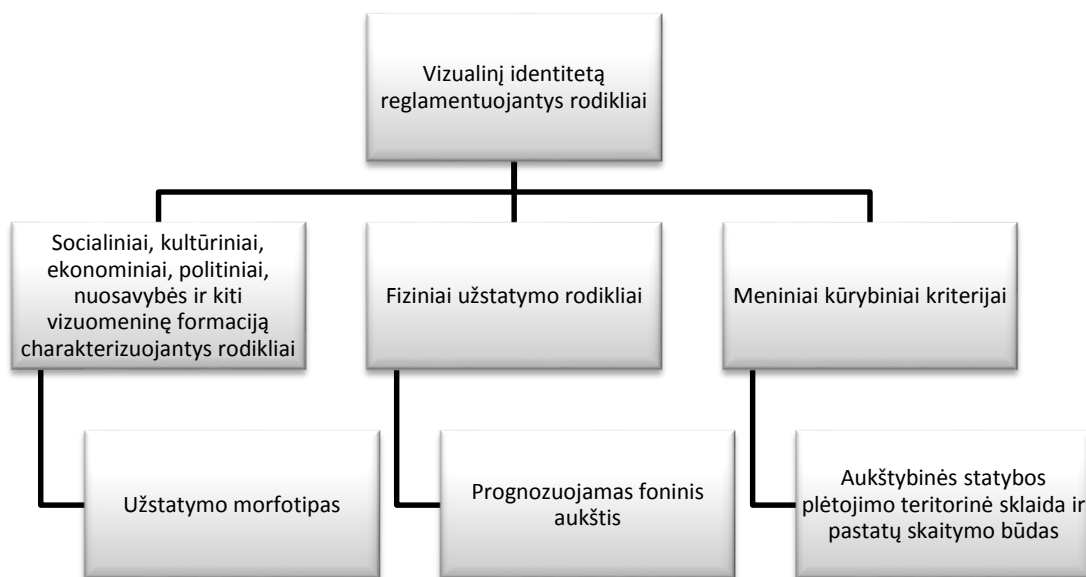 Vizualinį identitetą
reglamentuojantys rodikliai
Socialiniai, kultūriniai,
ekonominiai, politiniai,
nuosavybės ir kiti
vizuomeninę formaciją
charakterizuojantys rodikliai
Fiziniai užstatymo rodikliai
Meniniai kūrybiniai kriterijai
Užstatymo morfotipas
Prognozuojamas foninis
aukštis
Aukštybinės statybos
plėtojimo teritorinė sklaida ir
pastatų skaitymo būdas